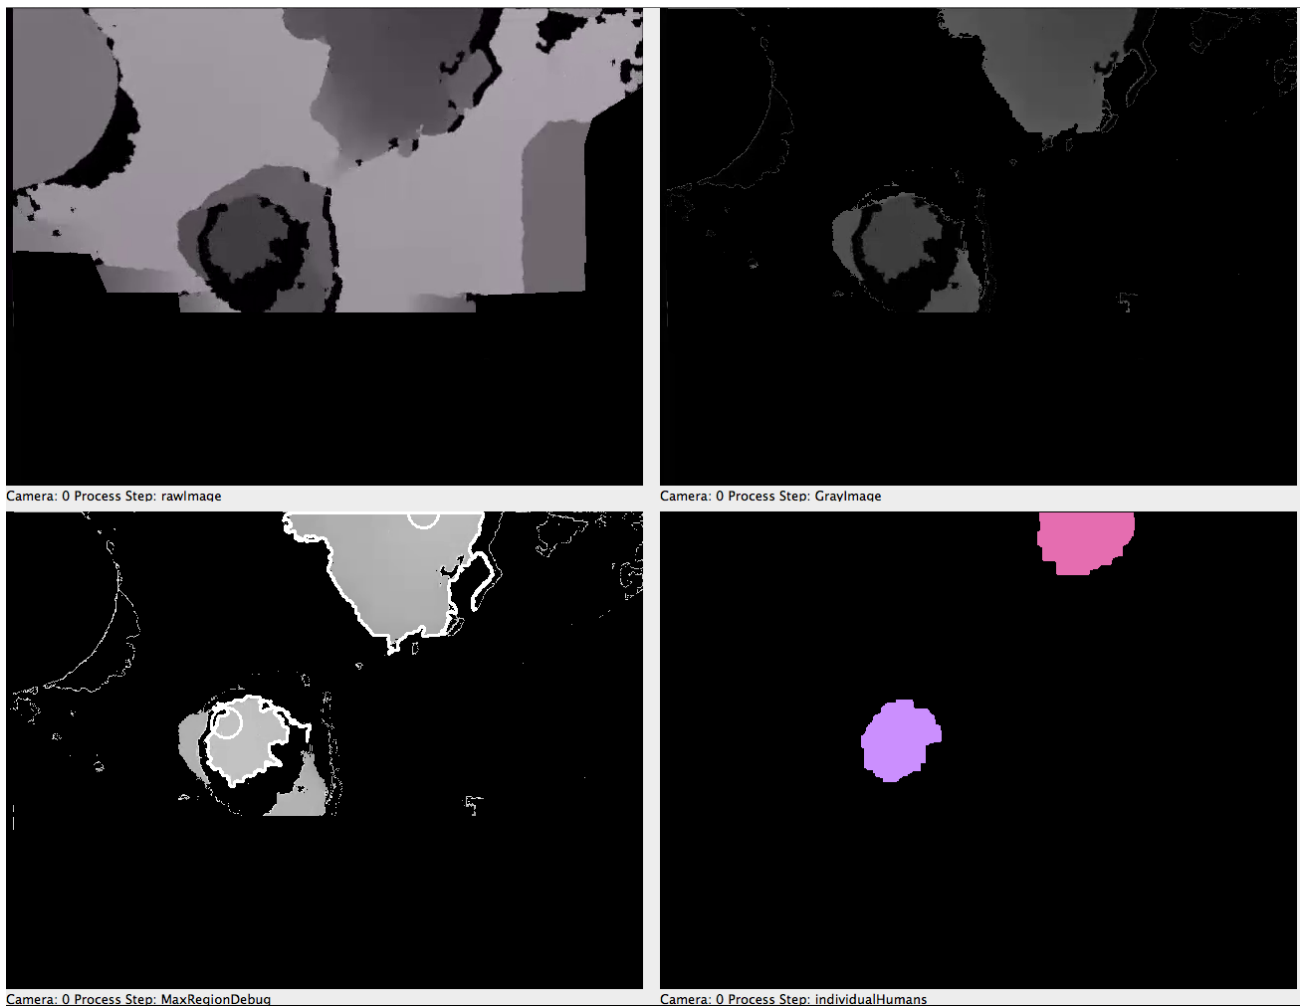 Camera: 0 Process Step: rawImage
Camera: 0 Process Step: GrayImage
Camera: 0 Process Step: MaxRegionDebug
Camera: 0 Process Step: individualHumans